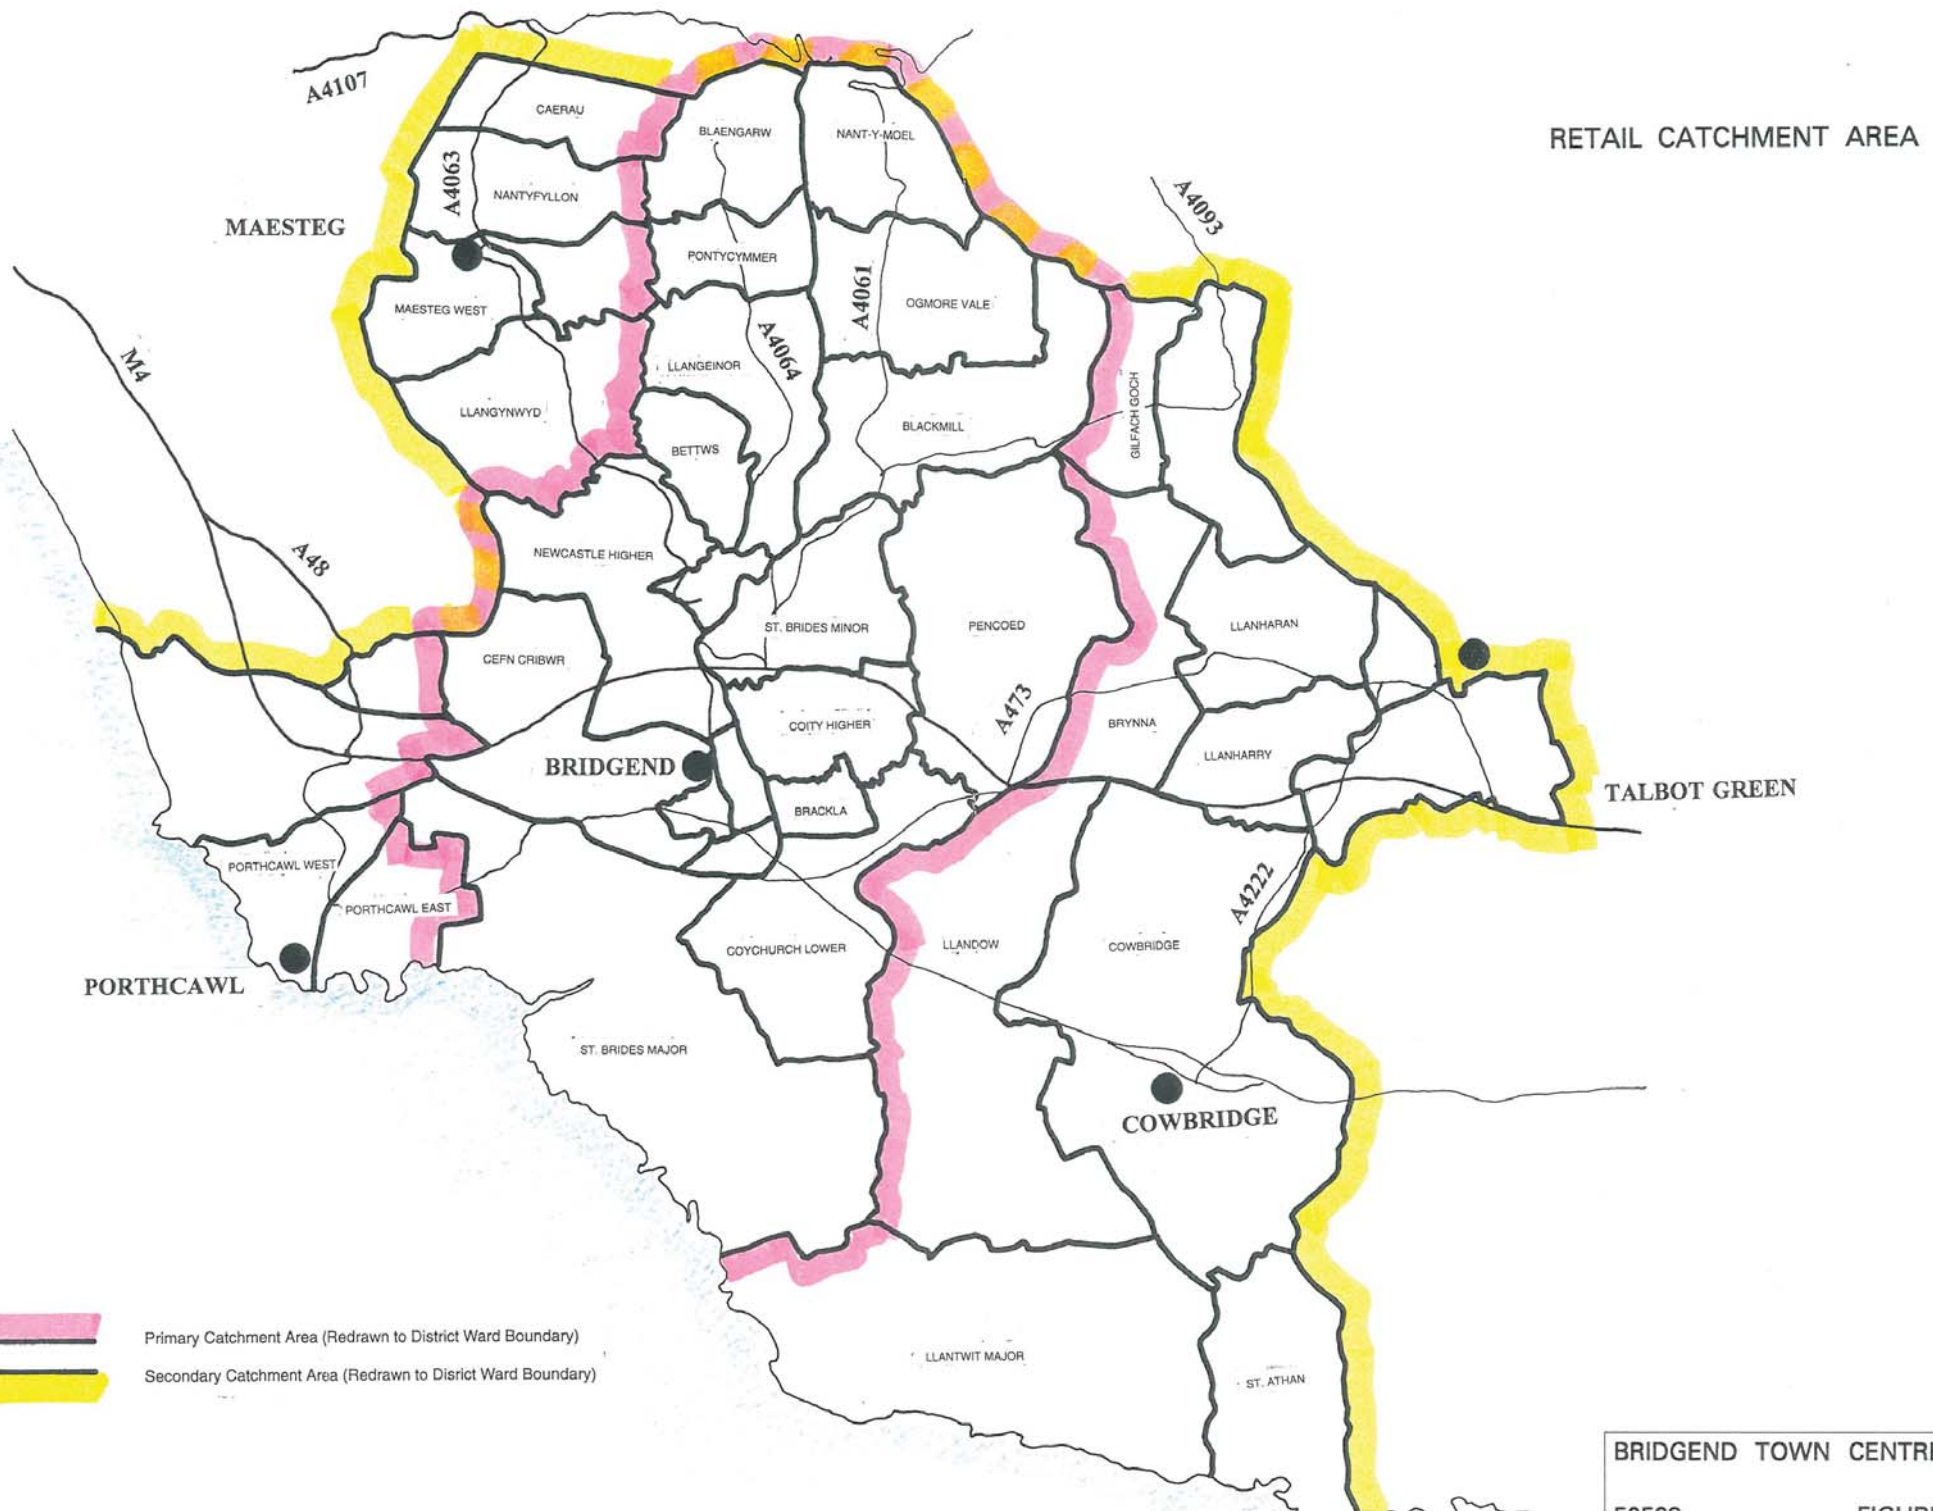 A4107
CAERAU
BLAENGARW
NANT-Y-MOEL
RETAIL CATCHMENT AREA
A4063
NANTYFYLLON
A4093
MAESTEG
PONTYCYMMER
A4061
OGMORE VALE
MAESTEG WEST
M4
A4064
LLANGEINOR
GILFACH GOCH
LLANGYNWYD
BLACKMILL
BETTWS
A48
NEWCASTLE HIGHER
ST. BRIDES MINOR
PENCOED
LLANHARAN
CEFN CRIBWR
A473
COITY HIGHER
BRYNNA
LLANHARRY
BRIDGEND
TALBOT GREEN
BRACKLA
PORTHCAWL WEST
A4222
PORTHCAWL EAST
COYCHURCH LOWER
LLANDOW
COWBRIDGE
PORTHCAWL
ST. BRIDES MAJOR
COWBRIDGE
Primary Catchment Area (Redrawn to District Ward Boundary)
LLANTWIT MAJOR
Secondary Catchment Area (Redrawn to Disrict Ward Boundary)
ST. ATHAN
BRIDGEND TOWN CENTR